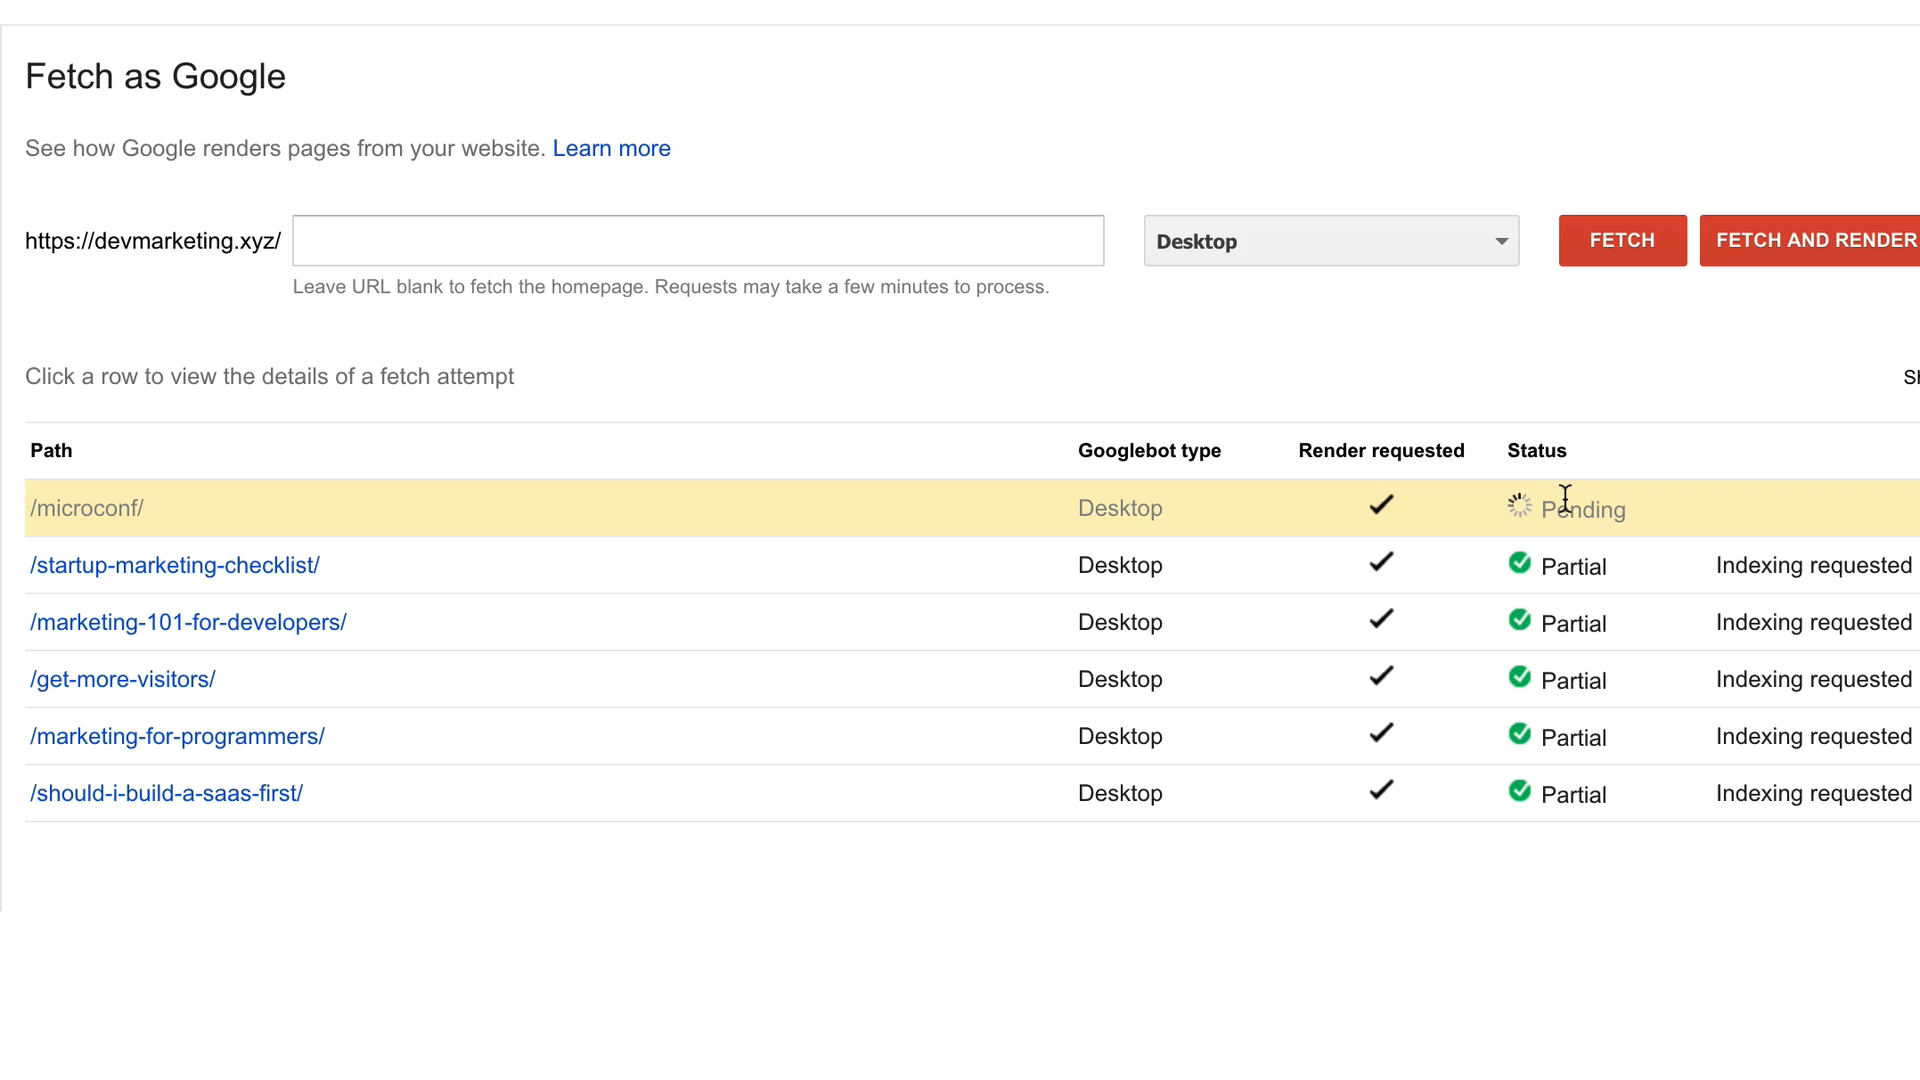 Fetch as Google
See how Google renders pages from your website. Learn more
https://devmarketing.xyz/ Desktop FETCH FETCH AND RENDER
Leave URL blank to fetch the homepage. Requests may take a few minutes to process.
Click a row to view the details of a fetch attempt
Path Googlebot type Render requested Status
/microconf/ Desktop Pending
/startup-marketing-checklist/ Desktop Partial Indexing requested
/marketing-101-for-developers/ Desktop Partial Indexing requested
/get-more-visitors/ Desktop Partial Indexing requested
/marketing-for-programmers/ Desktop Partial Indexing requested
/should-i-build-a-saas-first/ Desktop Partial Indexing requested